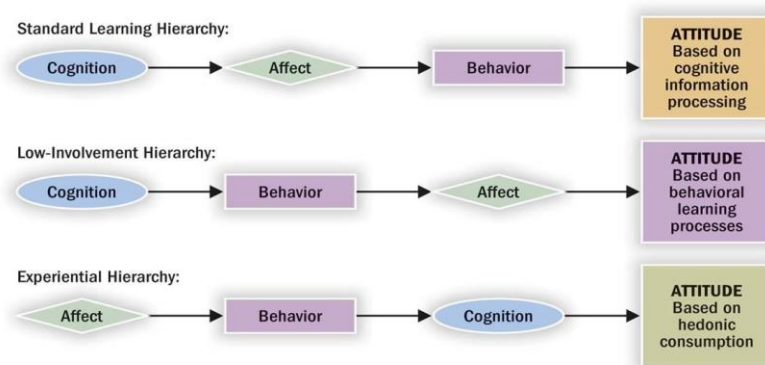 Standard Learning Hierarchy:
Cognition
Affect
Behavior
ATTITUDE
Based on
cognitive
information
processing
Low-Involvement Hierarchy:
Cognition
Behavior
Affect
ATTITUDE
Based on
behavioral
learning
processes
Experiential Hierarchy:
Affect
Behavior
Cognition
ATTITUDE
Based on
hedonic
consumption